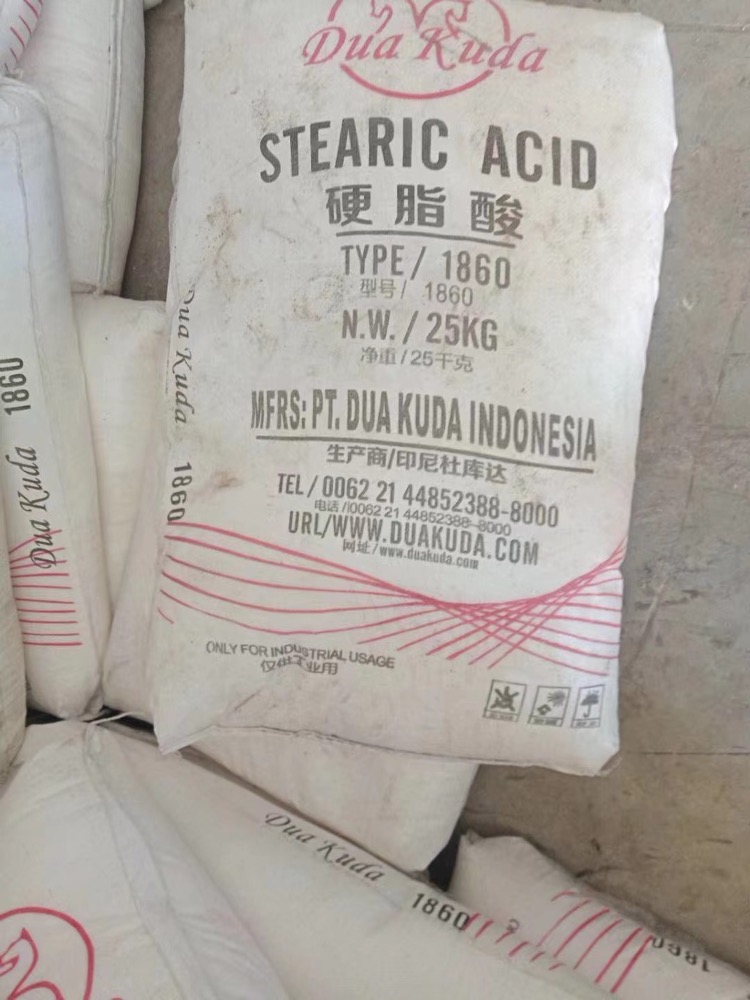 Dua Kuda
STEARIC ACID
硬脂酸
TYPE / 1860
型号 / 1860
N.W. / 25KG
净重 / 25千克
MFRS: PT. DUA KUDA INDONESIA
生产商/印尼杜库达
TEL / 0062 21 44852388-8000
电话 /0062 21 44852388-8000
URL/WWW.DUAKUDA.COM
网址 / www.duakuda.com
ONLY FOR INDUSTRIAL USAGE
仅供工业用
Dua Kuda 1860
Dua Kuda 1860
Dua Kuda 1860
1860